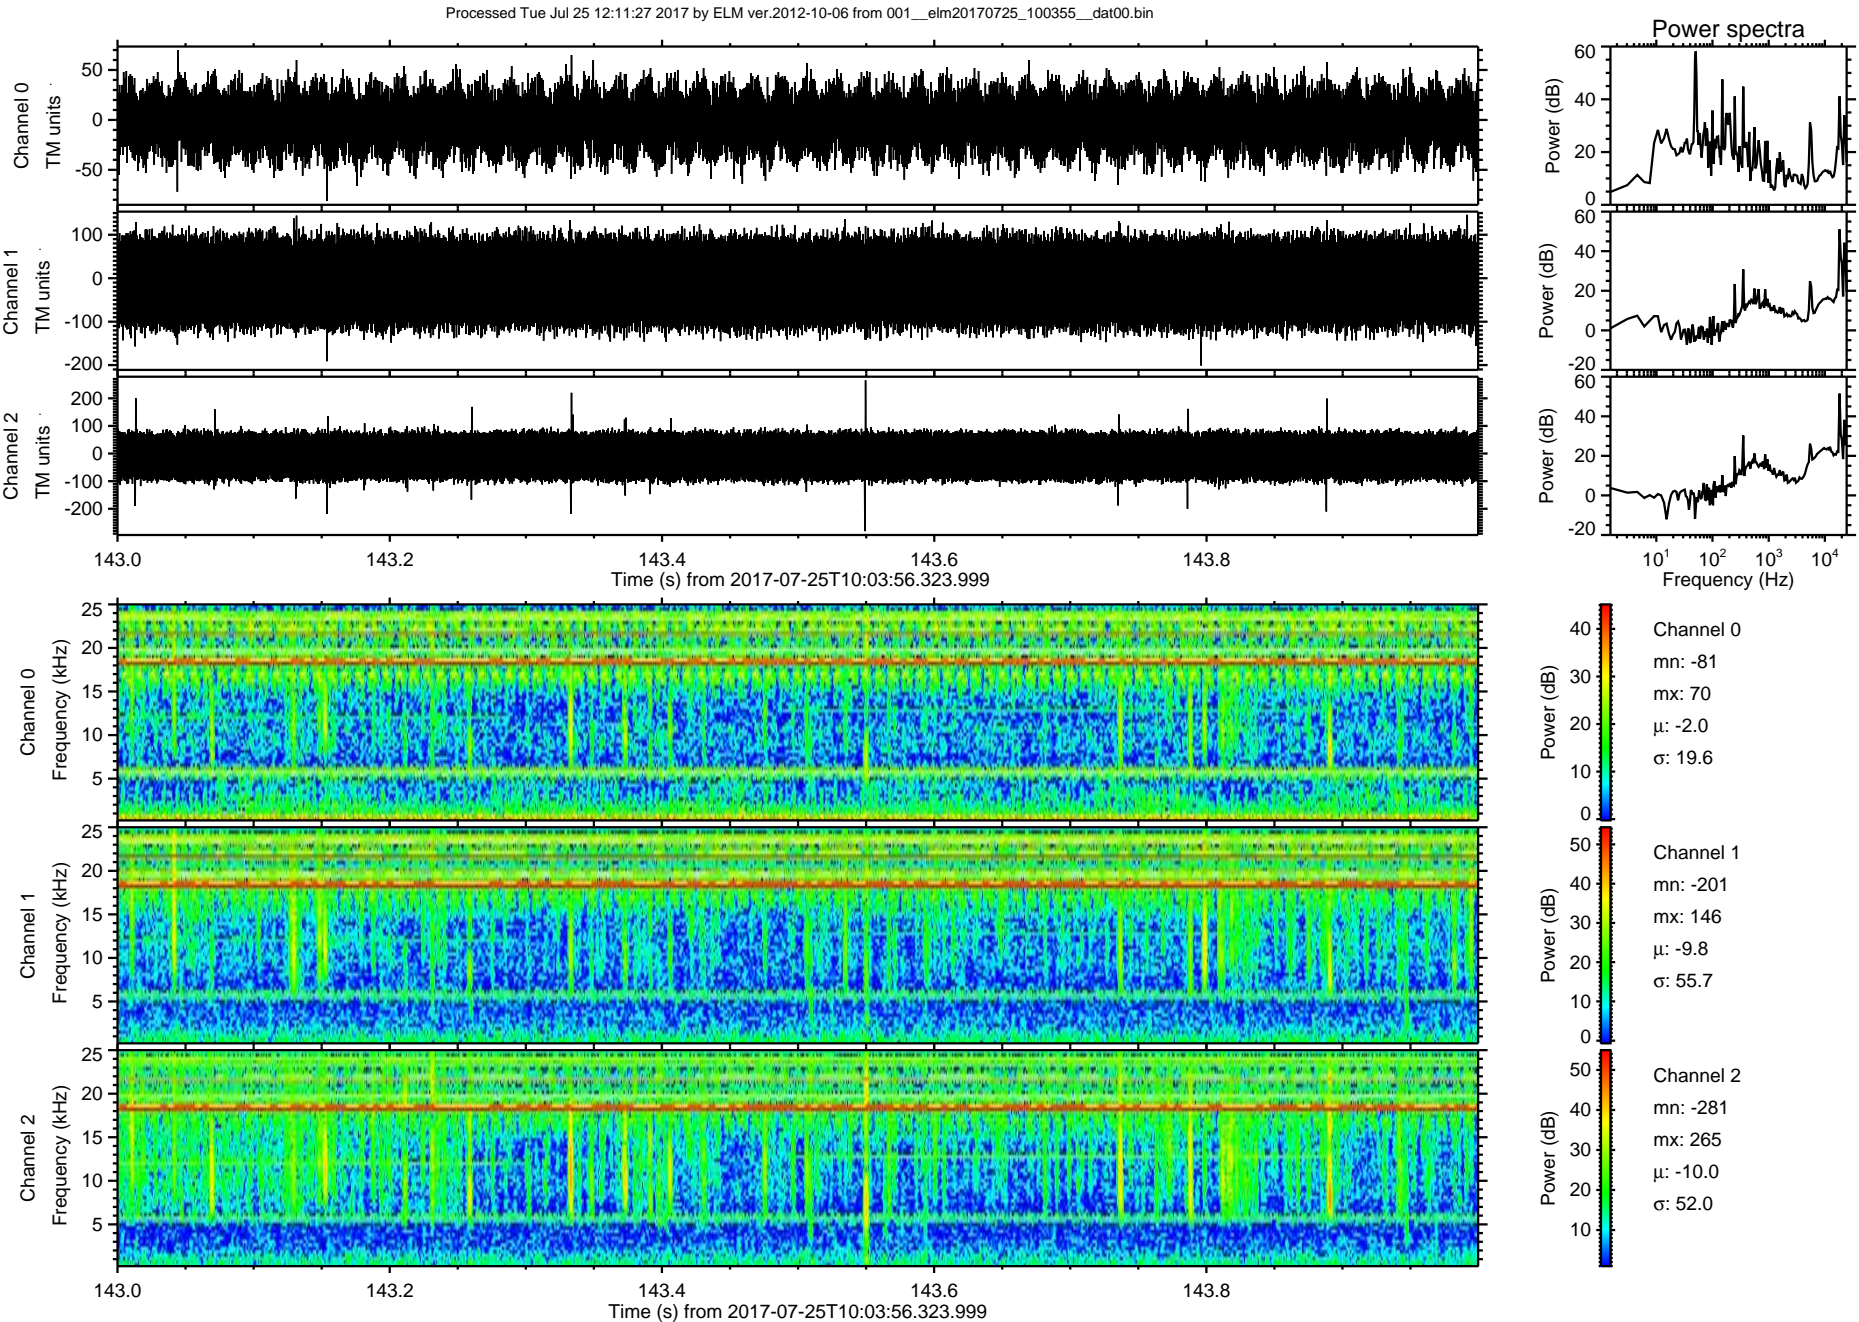 Processed Tue Jul 25 12:11:27 2017 by ELM ver.2012-10-06 from 001__elm20170725_100355__dat00.bin
Power spectra
Channel 0
TM units
50
0
-50
Power (dB)
60
40
20
0
Channel 1
TM units
100
0
-100
-200
Power (dB)
60
40
20
0
-20
Channel 2
TM units
200
100
0
-100
-200
Power (dB)
60
40
20
0
-20
143.0 143.2 143.4 143.6 143.8
Time (s) from 2017-07-25T10:03:56.323.999
10^1 10^2 10^3 10^4
Frequency (Hz)
Channel 0
Frequency (kHz)
25
20
15
10
5
Power (dB)
40
30
20
10
0
Channel 0
mn: -81
mx: 70
μ: -2.0
σ: 19.6
Channel 1
Frequency (kHz)
25
20
15
10
5
Power (dB)
50
40
30
20
10
0
Channel 1
mn: -201
mx: 146
μ: -9.8
σ: 55.7
Channel 2
Frequency (kHz)
25
20
15
10
5
Power (dB)
50
40
30
20
10
Channel 2
mn: -281
mx: 265
μ: -10.0
σ: 52.0
143.0 143.2 143.4 143.6 143.8
Time (s) from 2017-07-25T10:03:56.323.999